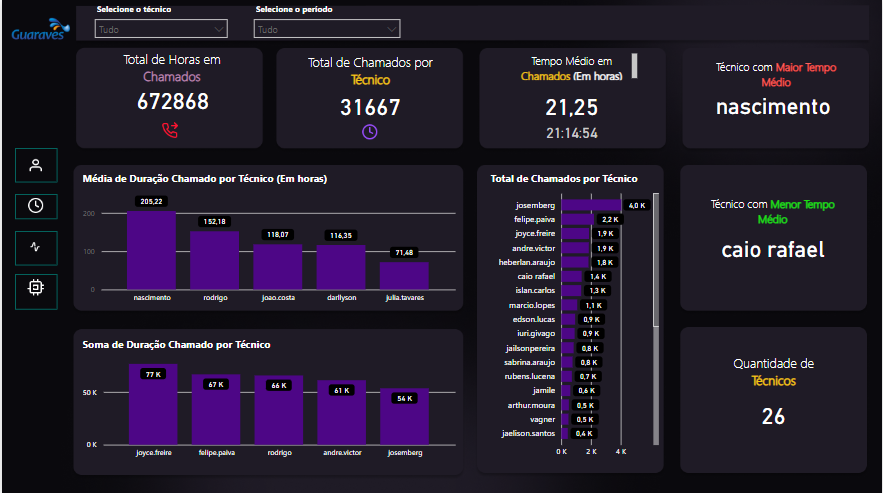 Guaraves
Selecione o técnico
Tudo
Selecione o período
Tudo
Total de Horas em
Chamados
672868
Total de Chamados por
Técnico
31667
Tempo Médio em
Chamados (Em horas)
21,25
21:14:54
Técnico com Maior Tempo
Médio
nascimento
Média de Duração Chamado por Técnico (Em horas)
200
100
0
205,22
152,18
118,07
116,35
71,48
nascimento
rodrigo
joao.costa
darllyson
julia.tavares
Total de Chamados por Técnico
josemberg 4,0 K
felipe.paiva 2,2 K
joyce.freire 1,9 K
andre.victor 1,9 K
heberlan.araujo 1,8 K
caio rafael 1,4 K
islan.carlos 1,3 K
marcio.lopes 1,1 K
edson.lucas 0,9 K
iuri.givago 0,9 K
jailsonpereira 0,8 K
sabrina.araujo 0,8 K
rubens.lucena 0,7 K
jamile 0,6 K
arthur.moura 0,5 K
vagner 0,5 K
jaelison.santos 0,4 K
0 K 2 K 4 K
Técnico com Menor Tempo
Médio
caio rafael
Soma de Duração Chamado por Técnico
50 K
0 K
77 K
67 K
66 K
61 K
54 K
joyce.freire
felipe.paiva
rodrigo
andre.victor
josemberg
Quantidade de
Técnicos
26